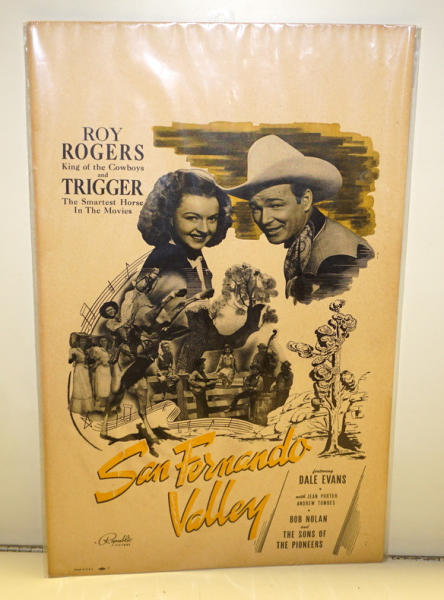 ROY
ROGERS
King of the Cowboys
and
TRIGGER
The Smartest Horse
In The Movies
San Fernando
Valley
featuring
DALE EVANS
with JEAN PORTER
ANDREW TOMBES
BOB NOLAN
and
THE SONS OF
THE PIONEERS
A Republic
PICTURE